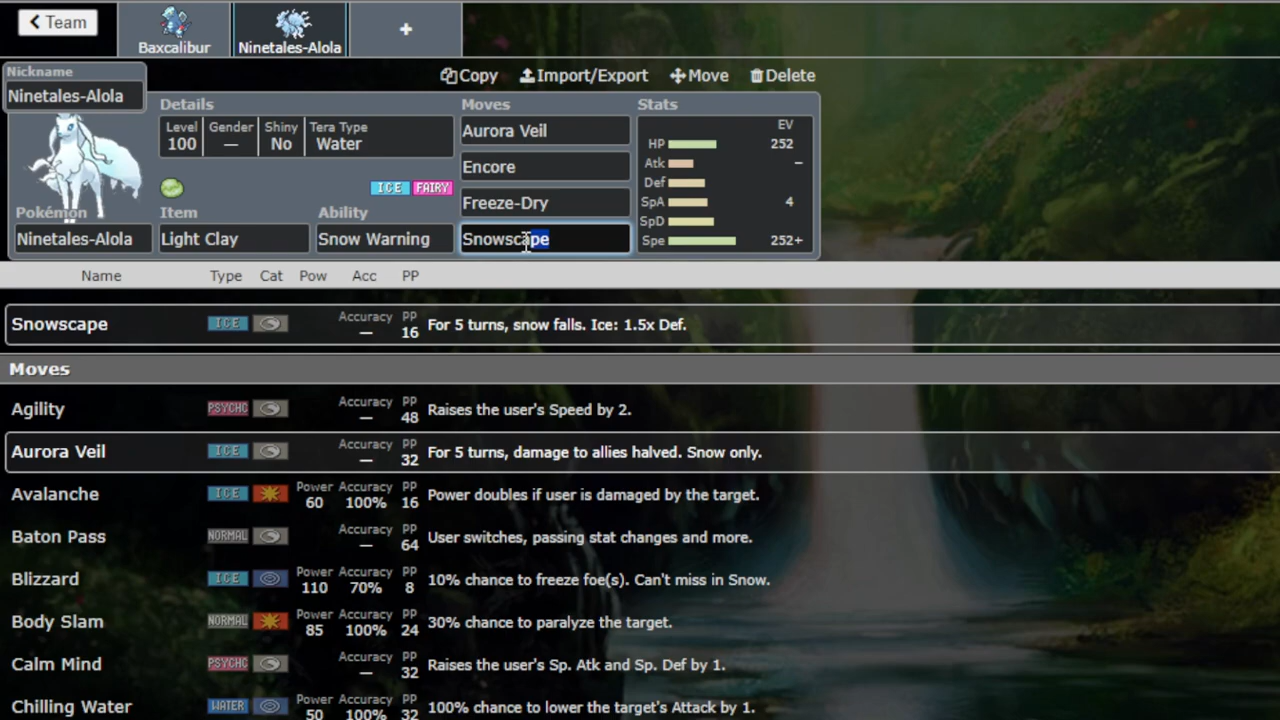 Team
Baxcalibur
Ninetales-Alola
+
Nickname
Ninetales-Alola
Copy Import/Export Move Delete
Details
Level 100
Gender —
Shiny No
Tera Type Water
ICE FAIRY
Pokémon
Ninetales-Alola
Item
Light Clay
Ability
Snow Warning
Moves
Aurora Veil
Encore
Freeze-Dry
Snowscape
Stats
EV
HP 252
Atk –
Def
SpA 4
SpD
Spe 252+
Name Type Cat Pow Acc PP
Snowscape ICE Accuracy — PP 16 For 5 turns, snow falls. Ice: 1.5x Def.
Moves
Agility PSYCHC Accuracy — PP 48 Raises the user's Speed by 2.
Aurora Veil ICE Accuracy — PP 32 For 5 turns, damage to allies halved. Snow only.
Avalanche ICE Power 60 Accuracy 100% PP 16 Power doubles if user is damaged by the target.
Baton Pass NORMAL Accuracy — PP 64 User switches, passing stat changes and more.
Blizzard ICE Power 110 Accuracy 70% PP 8 10% chance to freeze foe(s). Can't miss in Snow.
Body Slam NORMAL Power 85 Accuracy 100% PP 24 30% chance to paralyze the target.
Calm Mind PSYCHC Accuracy — PP 32 Raises the user's Sp. Atk and Sp. Def by 1.
Chilling Water WATER Power 50 Accuracy 100% PP 32 100% chance to lower the target's Attack by 1.